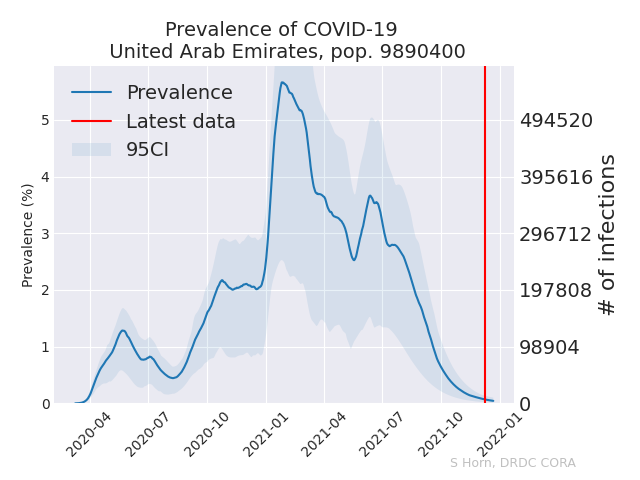 Prevalence of COVID-19
United Arab Emirates, pop. 9890400
Prevalence
Latest data
95CI
Prevalence (%)
5
4
3
2
1
0
494520
395616
296712
197808
98904
0
# of infections
2020-04
2020-07
2020-10
2021-01
2021-04
2021-07
2021-10
2022-01
S Horn, DRDC CORA